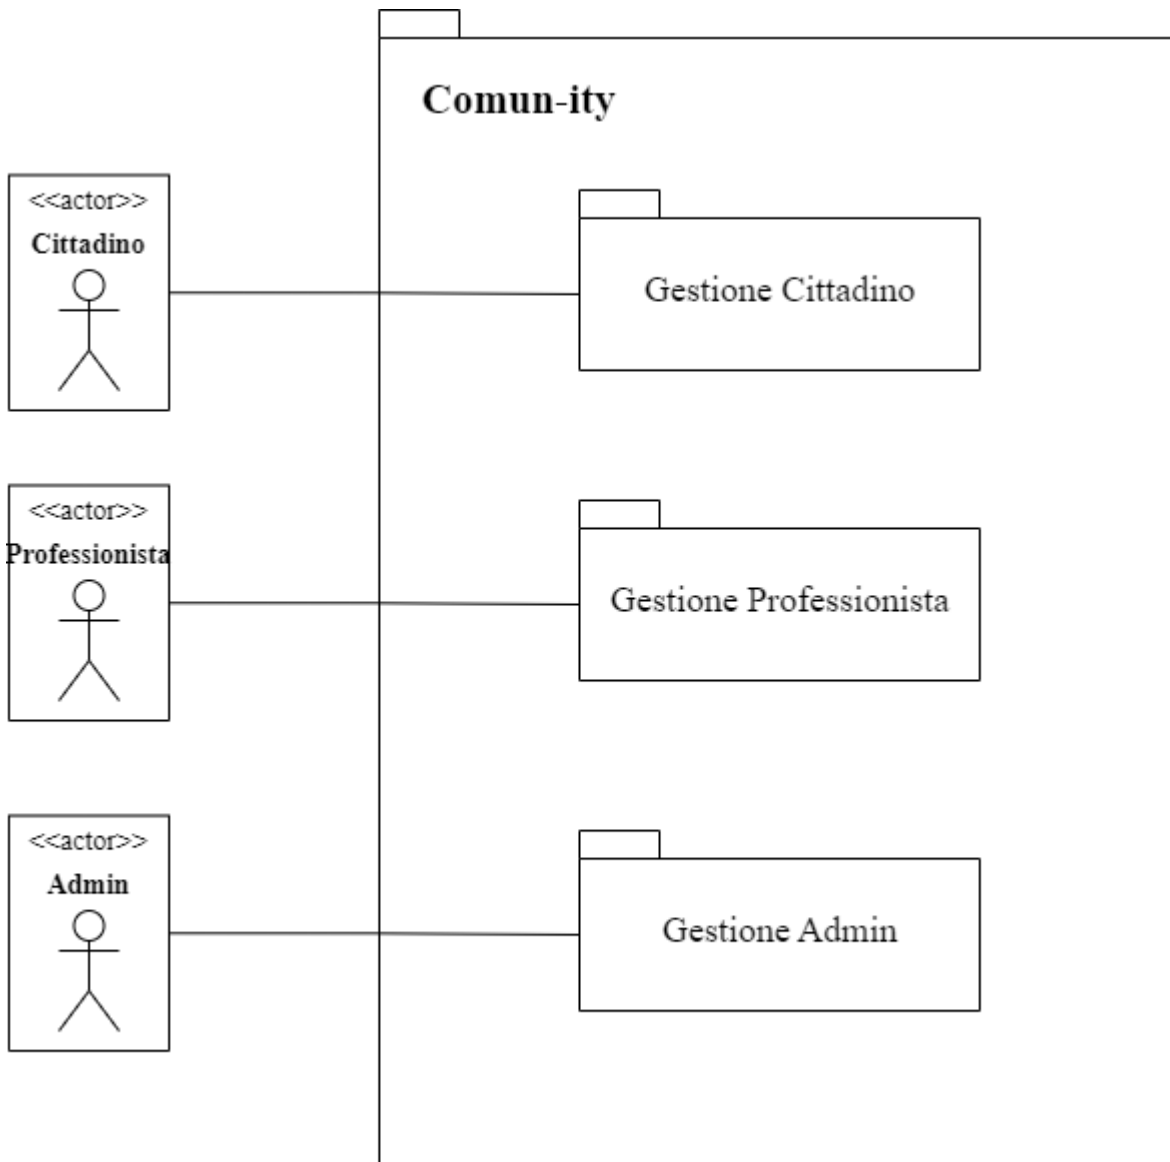 Comun-ity
<<actor>>
Cittadino
Gestione Cittadino
<<actor>>
Professionista
Gestione Professionista
<<actor>>
Admin
Gestione Admin